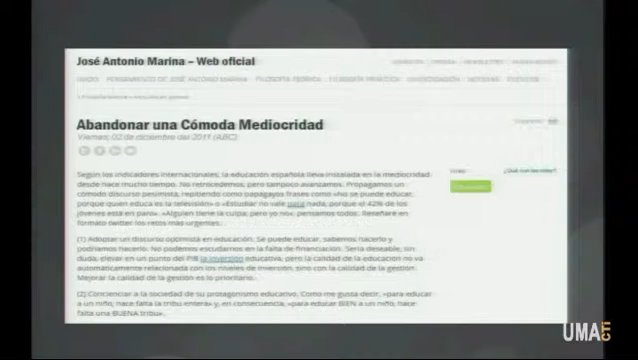 José Antonio Marina – Web oficial
Abandonar una Cómoda Mediocridad
Viernes, 02 de diciembre del 2011 (ABC)
Según los indicadores internacionales, la educación española lleva instalada en la mediocridad
desde hace mucho tiempo. No retrocedemos, pero tampoco avanzamos. Propagamos un
cómodo discurso pesimista, repitiendo como papagayos frases como «no se puede educar,
porque quien educa es la televisión» o «Estudiar no vale para nada, porque el 42% de los
jóvenes está en paro». «Alguien tiene la culpa, pero yo no», pensamos todos. Reseñaré en
formato twitter los retos más urgentes:
(1) Adoptar un discurso optimista en educación. Se puede educar, sabemos hacerlo y
podríamos hacerlo. No podemos escudarnos en la falta de financiación. Sería deseable, sin
duda, elevar en un punto del PIB la inversión educativa, pero la calidad de la educación no va
automáticamente relacionada con los niveles de inversión, sino con la calidad de la gestión.
Mejorar la calidad de la gestión es lo prioritario.
(2) Concienciar a la sociedad de su protagonismo educativo. Como me gusta decir, «para educar
a un niño, hace falta la tribu entera» y, en consecuencia, «para educar BIEN a un niño, hace
falta una BUENA tribu».
UMA CTI